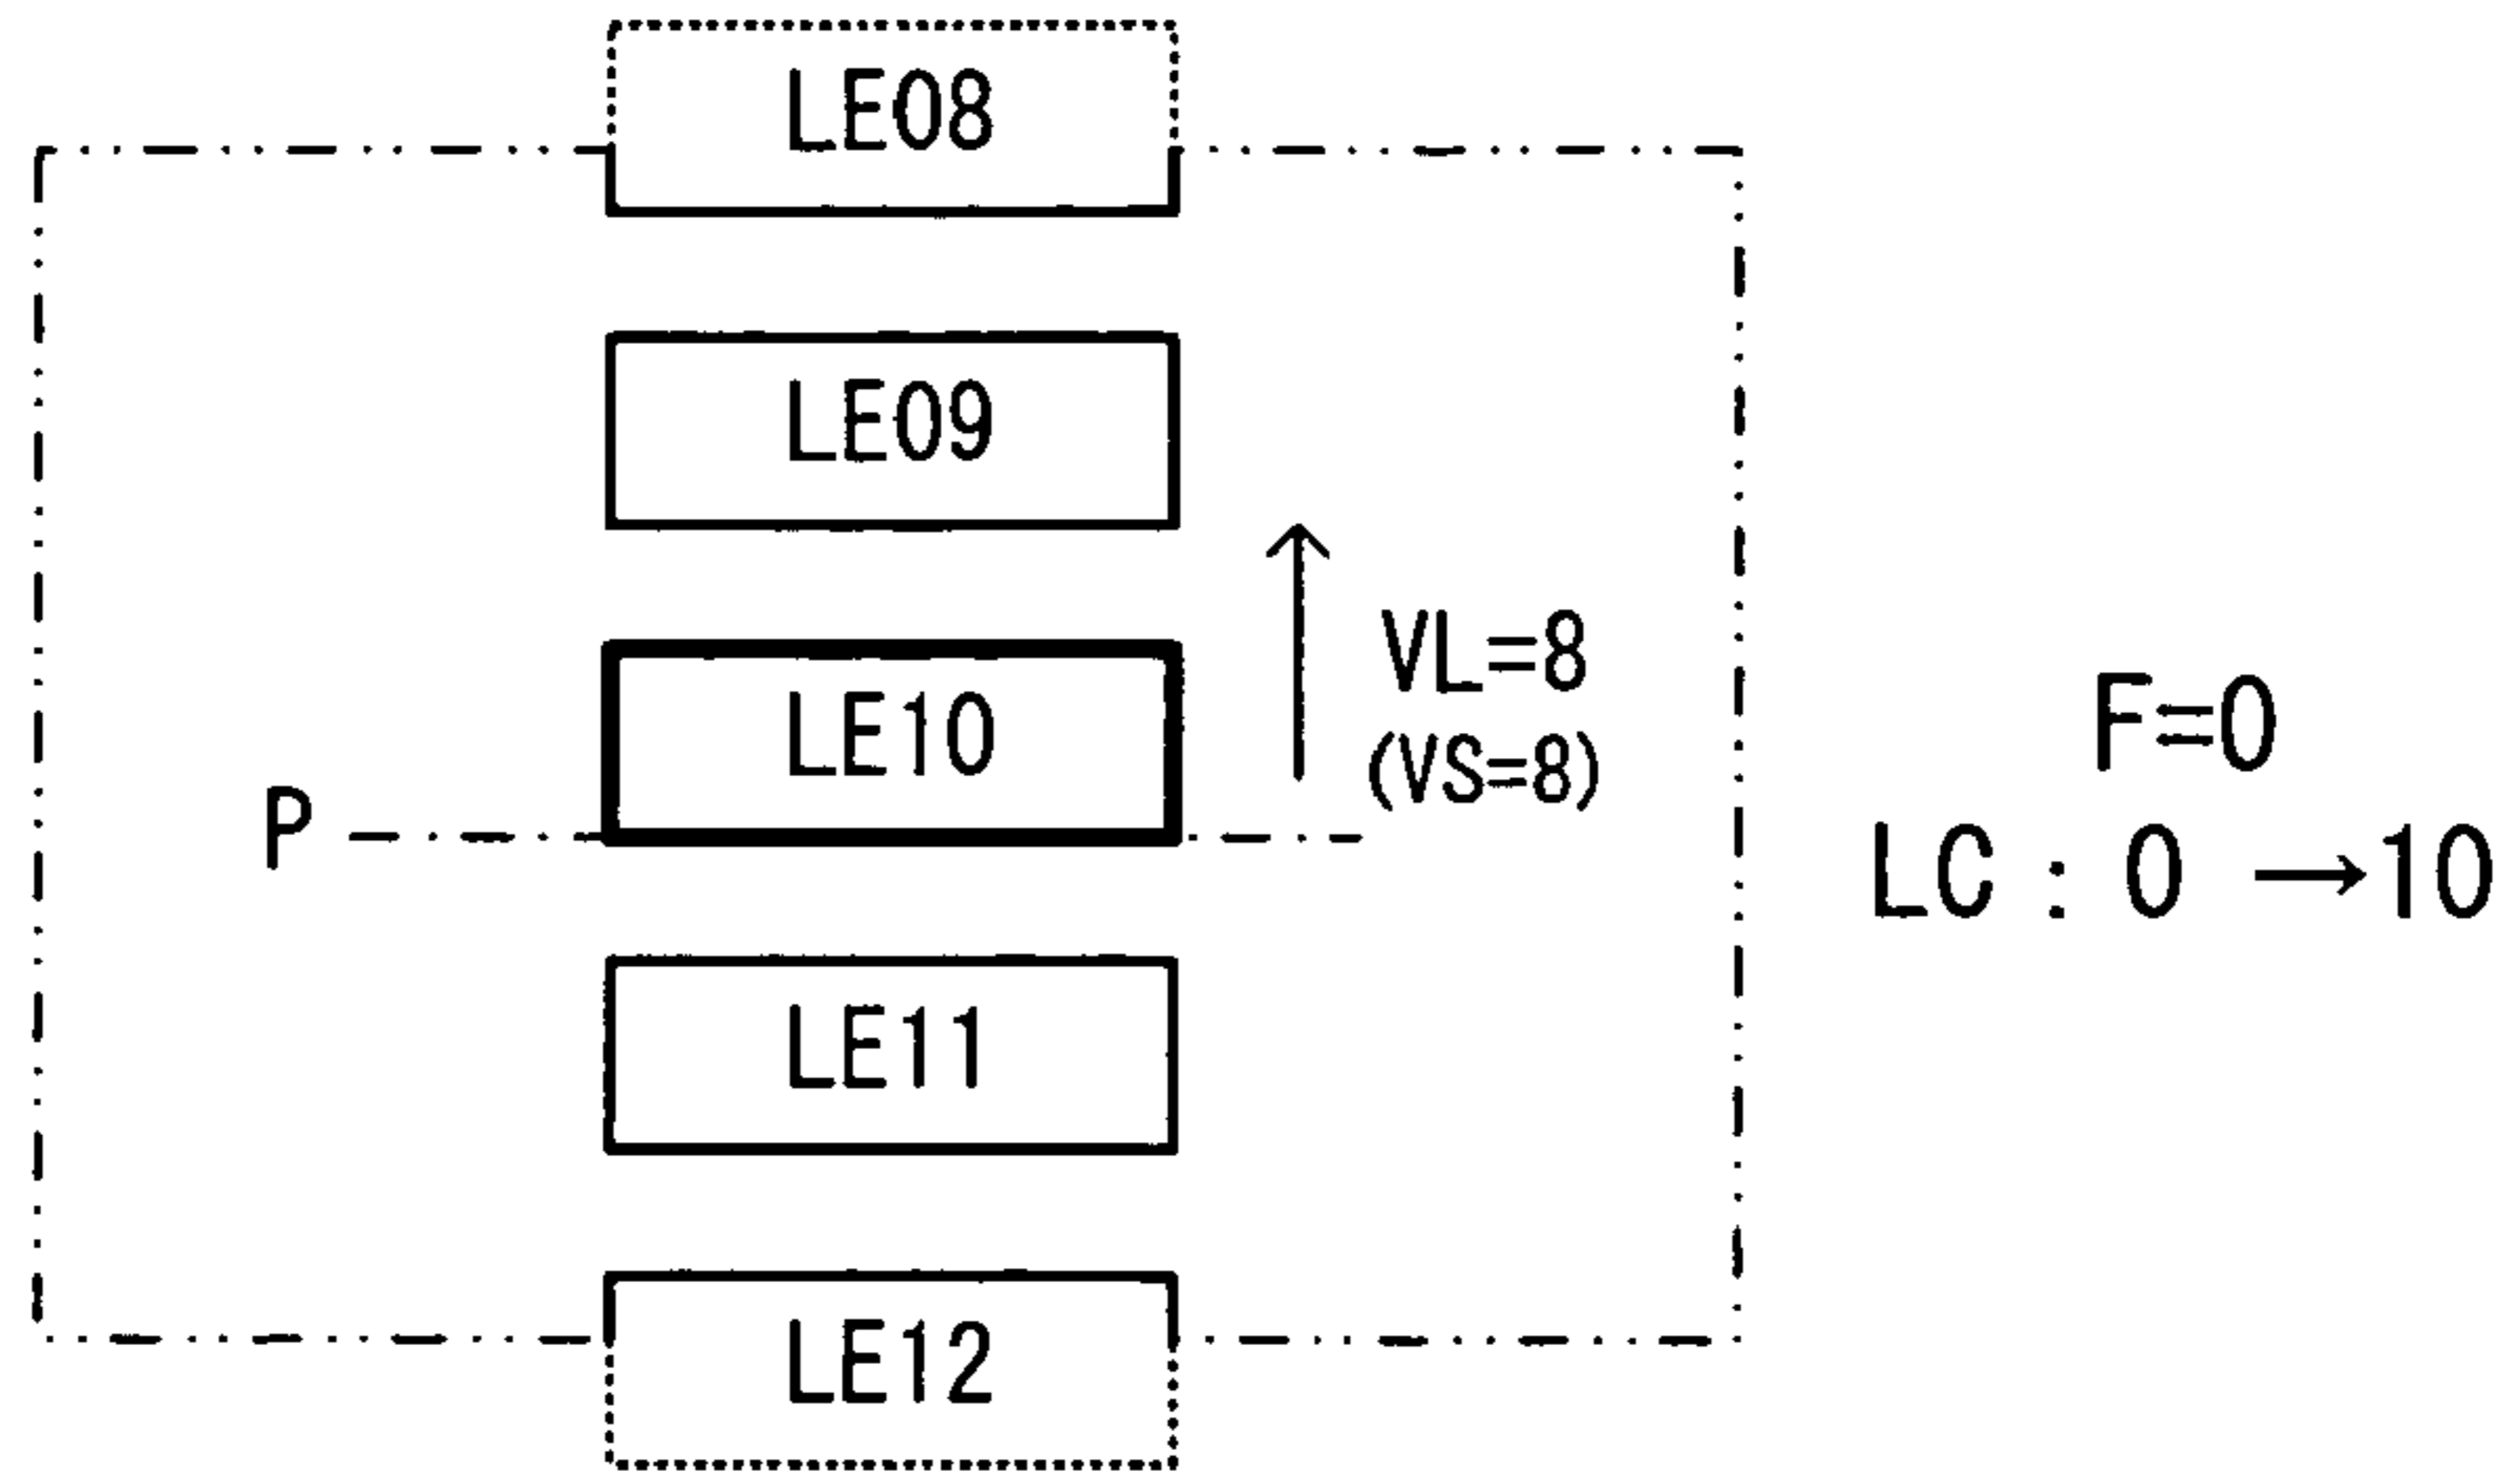 LE08
LE09
LE10
VL=8
(VS=8)
F=0
P
LC : 0 →10
LE11
LE12